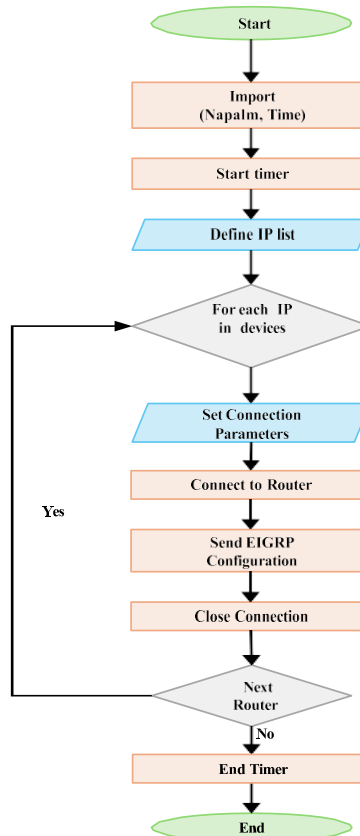 Start
Import
(Napalm, Time)
Start timer
Define IP list
For each IP
in devices
Set Connection
Parameters
Connect to Router
Yes
Send EIGRP
Configuration
Close Connection
Next
Router
No
End Timer
End